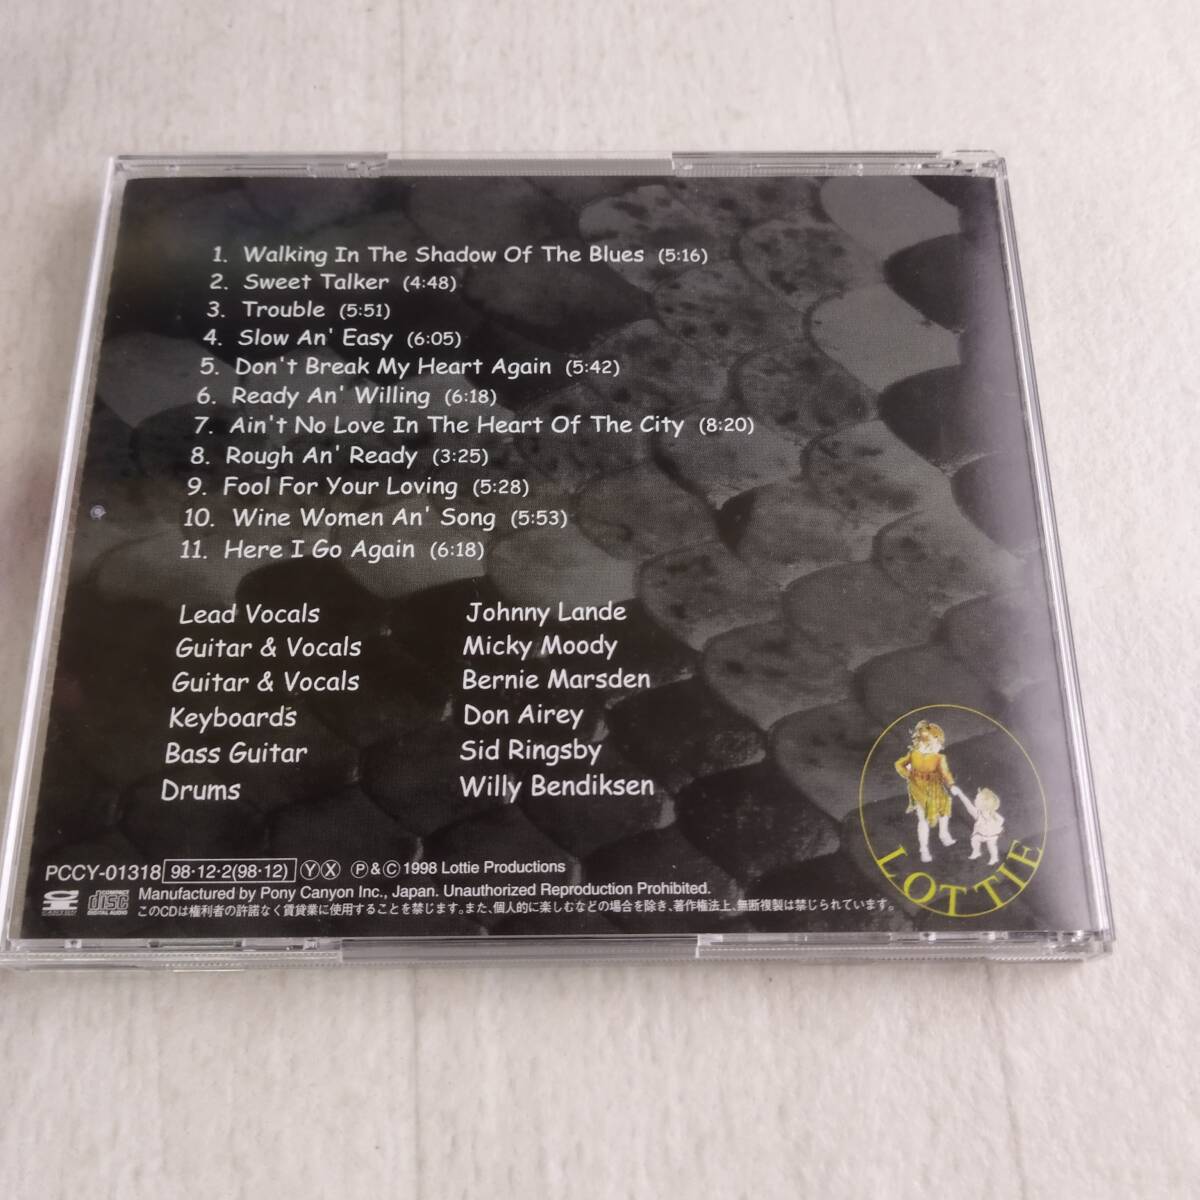 1. Walking In The Shadow Of The Blues (5:16)
2. Sweet Talker (4:48)
3. Trouble (5:51)
4. Slow An' Easy (6:05)
5. Don't Break My Heart Again (5:42)
6. Ready An' Willing (6:18)
7. Ain't No Love In The Heart Of The City (8:20)
8. Rough An' Ready (3:25)
9. Fool For Your Loving (5:28)
10. Wine Women An' Song (5:53)
11. Here I Go Again (6:18)
Lead Vocals Johnny Lande
Guitar & Vocals Micky Moody
Guitar & Vocals Bernie Marsden
Keyboards Don Airey
Bass Guitar Sid Ringsby
Drums Willy Bendiksen
LOTTIE
PCCY-01318 98・12・2(98・12) Ⓨ Ⓧ Ⓟ&Ⓒ 1998 Lottie Productions
COMPACT disc DIGITAL AUDIO Manufactured by Pony Canyon Inc., Japan. Unauthorized Reproduction Prohibited.
このCDは権利者の許諾なく賃貸業に使用することを禁じます。また、個人的に楽しむなどの場合を除き、著作権法上、無断複製は禁じられています。